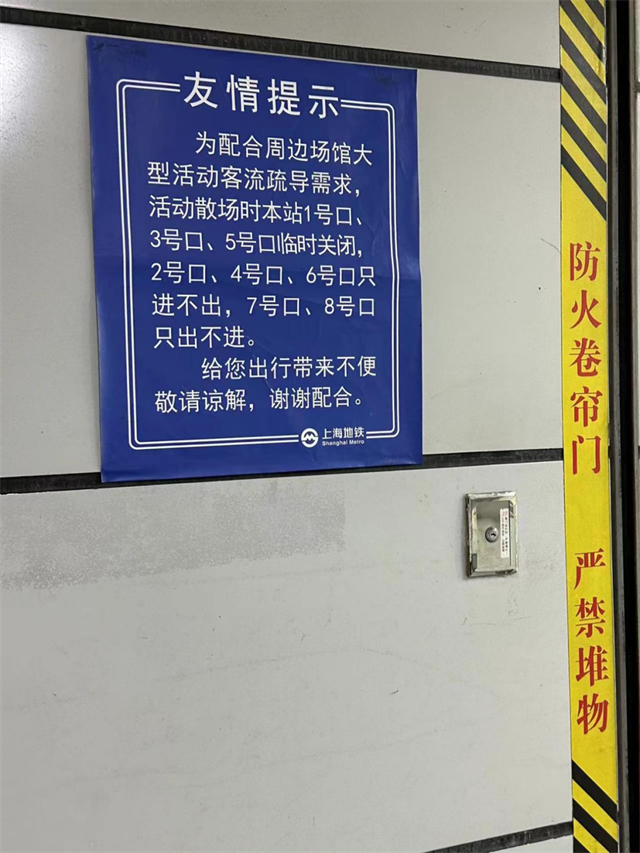 友情提示
为配合周边场馆大
型活动客流疏导需求，
活动散场时本站1号口、
3号口、5号口临时关闭，
2号口、4号口、6号口只
进不出，7号口、8号口
只出不进。
给您出行带来不便
敬请谅解，谢谢配合。
上海地铁
Shanghai Metro
防火卷帘门 严禁堆物